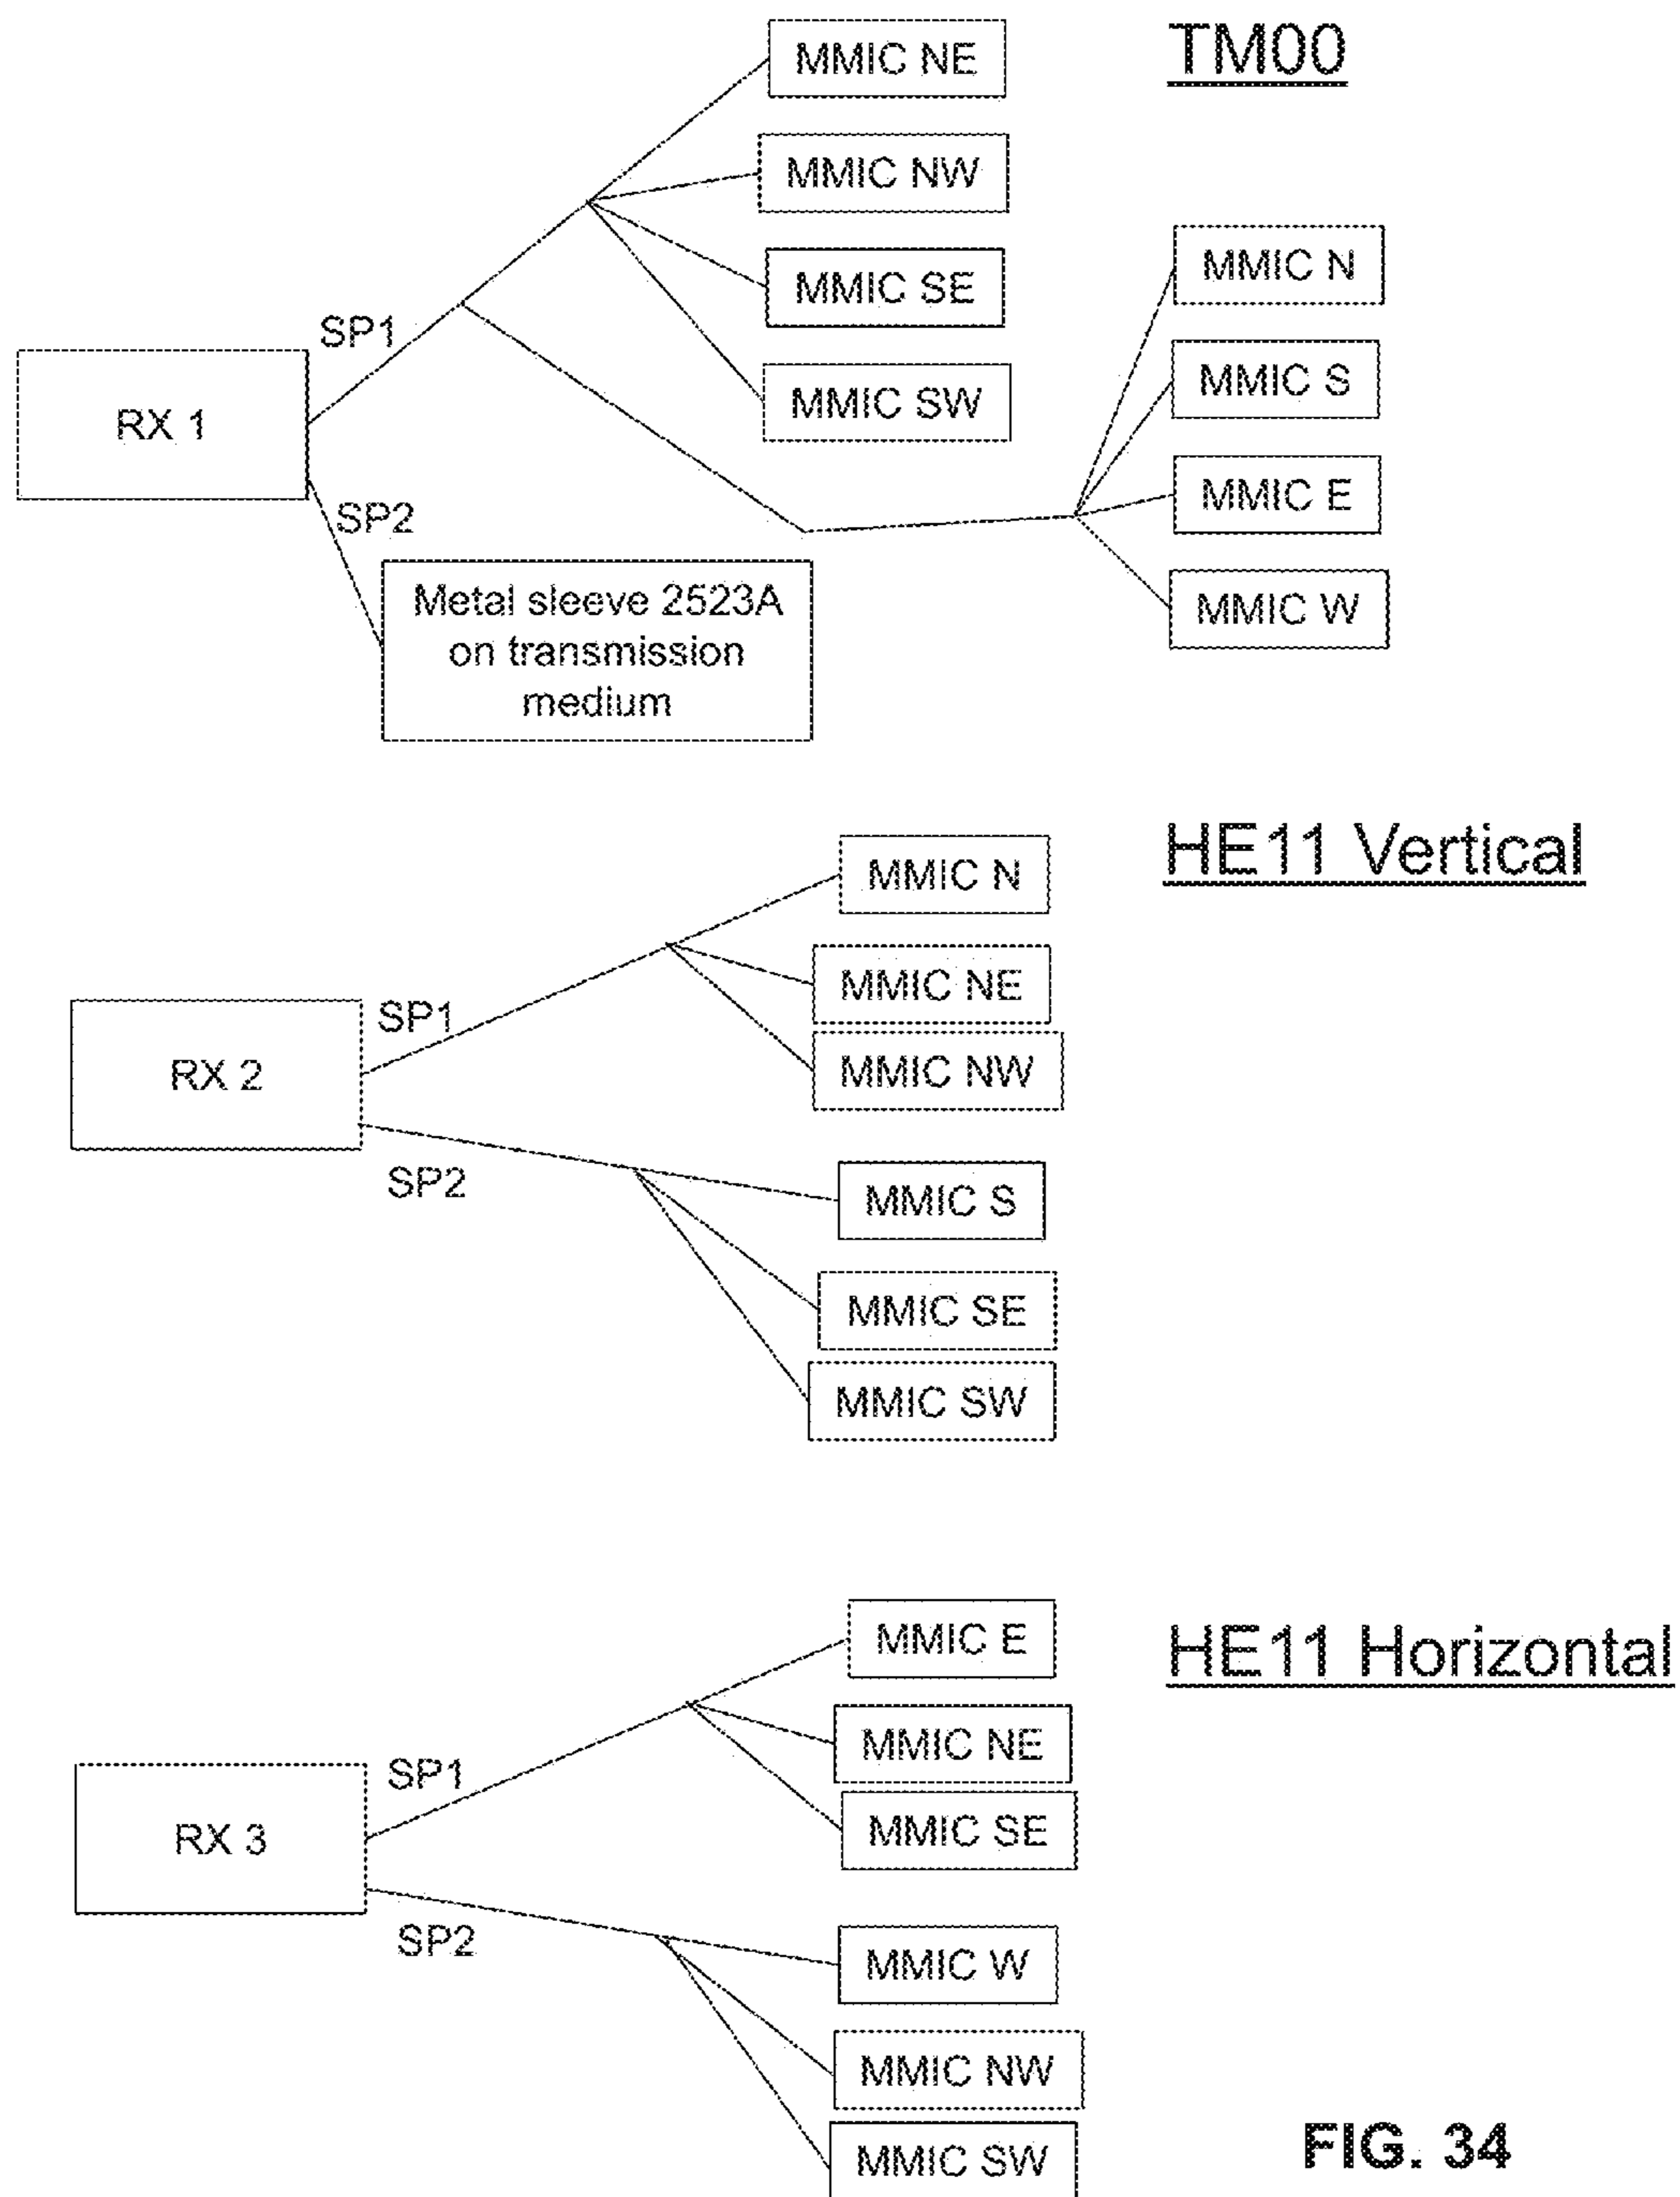 TM00
MMIC NE
MMIC NW
MMIC SE
MMIC SW
MMIC N
MMIC S
MMIC E
MMIC W
SP1
RX 1
SP2
Metal sleeve 2523A
on transmission
medium
HE11 Vertical
MMIC N
MMIC NE
MMIC NW
SP1
RX 2
SP2
MMIC S
MMIC SE
MMIC SW
HE11 Horizontal
MMIC E
MMIC NE
MMIC SE
SP1
RX 3
SP2
MMIC W
MMIC NW
MMIC SW
FIG. 34